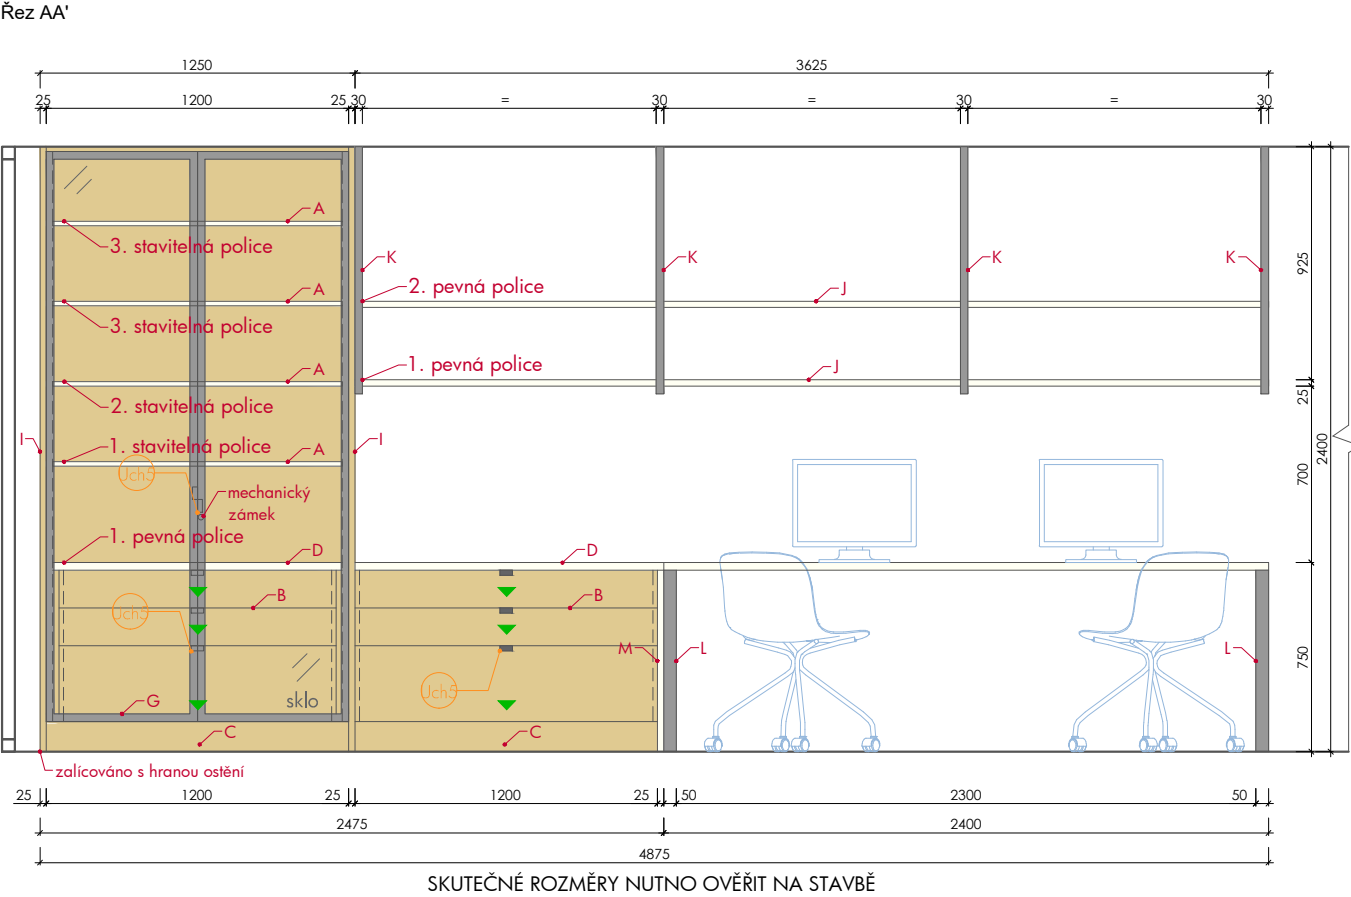 Řez AA'
1250 3625
25 1200 25 30 = 30 = 30 = 30
A
3. stavitelná police
K K K K
925
A
2. pevná police
J
3. stavitelná police
1. pevná police
J
A
25
2. stavitelná police
I
1. stavitelná police
A
I
2400
700
Uch5
mechanický
zámek
1. pevná police
D
D
B
B
Uch5
M
L
L
750
Uch5
sklo
G
C
C
zalícováno s hranou ostění
25 1200 25 1200 25 50 2300 50
2475 2400
4875
SKUTEČNÉ ROZMĚRY NUTNO OVĚŘIT NA STAVBĚ